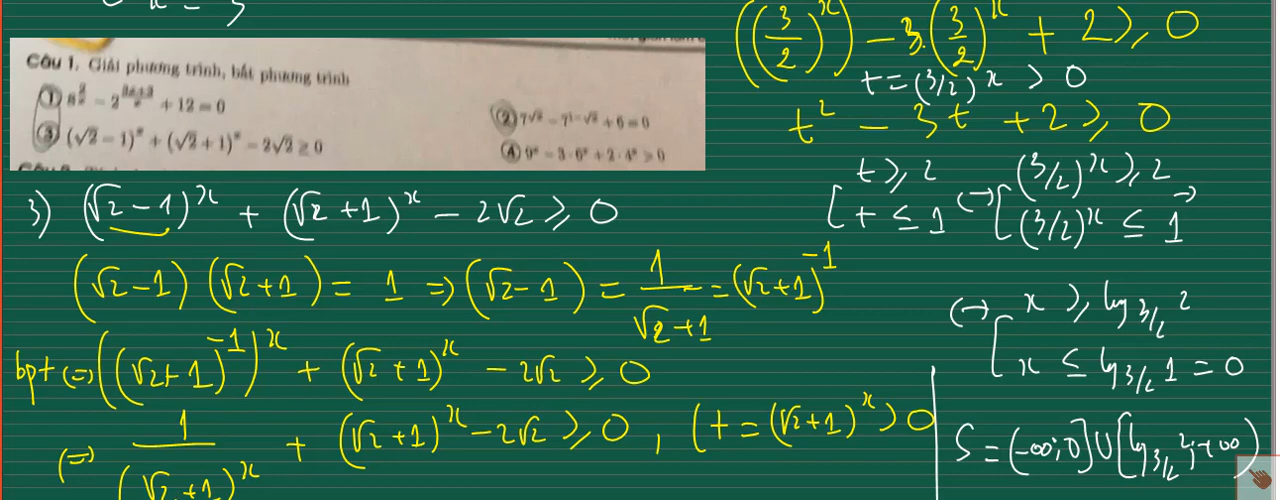 x = 3
Câu 1. Giải phương trình, bất phương trình
① 8^{2/x} − 2^{(3x+3)/x} + 12 = 0
② 7^{√x} − 7^{1−√x} + 6 = 0
③ (√2 − 1)^x + (√2 + 1)^x − 2√2 ≥ 0
④ 9^x − 3 · 6^x + 2 · 4^x ≥ 0
3) (√2 − 1)^x + (√2 + 1)^x − 2√2 ≥ 0
(√2 − 1)(√2 + 1) = 1 ⇒ (√2 − 1) = 1/(√2 + 1) = (√2 + 1)^{−1}
bpt ⇔ ((√2 + 1)^{−1})^x + (√2 + 1)^x − 2√2 ≥ 0
⇔ 1/(√2 + 1)^x + (√2 + 1)^x − 2√2 ≥ 0, (t = (√2 + 1)^x > 0
((3/2)^x) − 3.(3/2)^x + 2 ≥ 0
t = (3/2)^x > 0
t² − 3t + 2 ≥ 0
[ t ≥ 2 ⇔ [ (3/2)^x ≥ 2
t ≤ 1 (3/2)^x ≤ 1
⇔ [ x ≥ log_{3/2} 2
x ≤ log_{3/2} 1 = 0
S = (−∞; 0] ∪ [log_{3/2} 2; +∞)